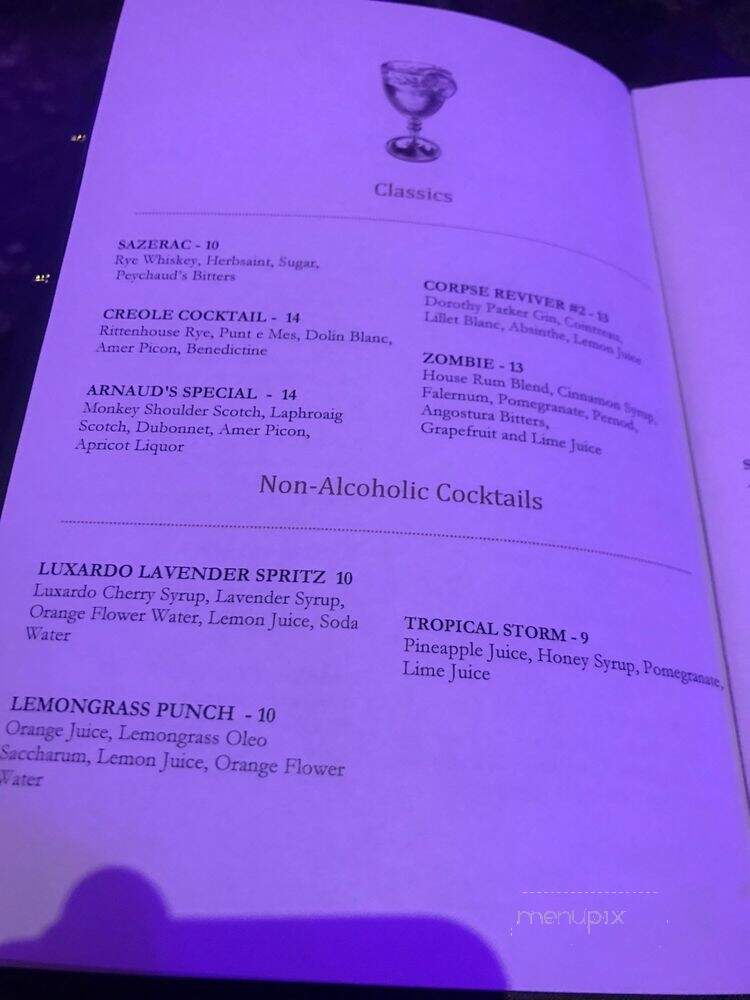 Classics
SAZERAC - 10
Rye Whiskey, Herbsaint, Sugar,
Peychaud's Bitters
CREOLE COCKTAIL - 14
Rittenhouse Rye, Punt e Mes, Dolin Blanc,
Amer Picon, Benedictine
ARNAUD'S SPECIAL - 14
Monkey Shoulder Scotch, Laphroaig
Scotch, Dubonnet, Amer Picon,
Apricot Liquor
CORPSE REVIVER #2 - 13
Dorothy Parker Gin, Cointreau,
Lillet Blanc, Absinthe, Lemon Juice
ZOMBIE - 13
House Rum Blend, Cinnamon Syrup,
Falernum, Pomegranate, Pernod,
Angostura Bitters,
Grapefruit and Lime Juice
Non-Alcoholic Cocktails
LUXARDO LAVENDER SPRITZ 10
Luxardo Cherry Syrup, Lavender Syrup,
Orange Flower Water, Lemon Juice, Soda
Water
LEMONGRASS PUNCH - 10
Orange Juice, Lemongrass Oleo
Saccharum, Lemon Juice, Orange Flower
Water
TROPICAL STORM - 9
Pineapple Juice, Honey Syrup, Pomegranate,
Lime Juice
menupix